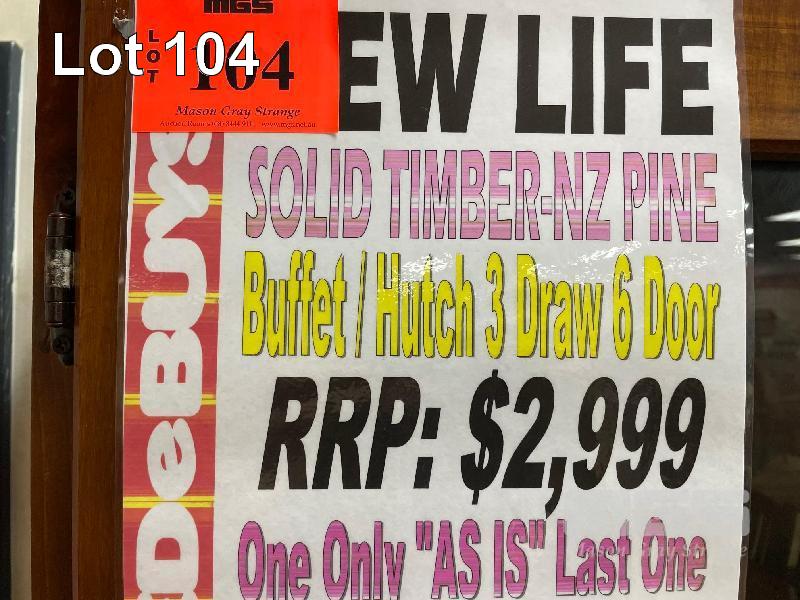 Lot 104
MGS
LOT
104
Mason Gray Strange
EW LIFE
SOLID TIMBER-NZ PINE
Buffet / Hutch 3 Draw 6 Door
RRP: $2,999
One Only "AS IS" Last One
DeBUYS